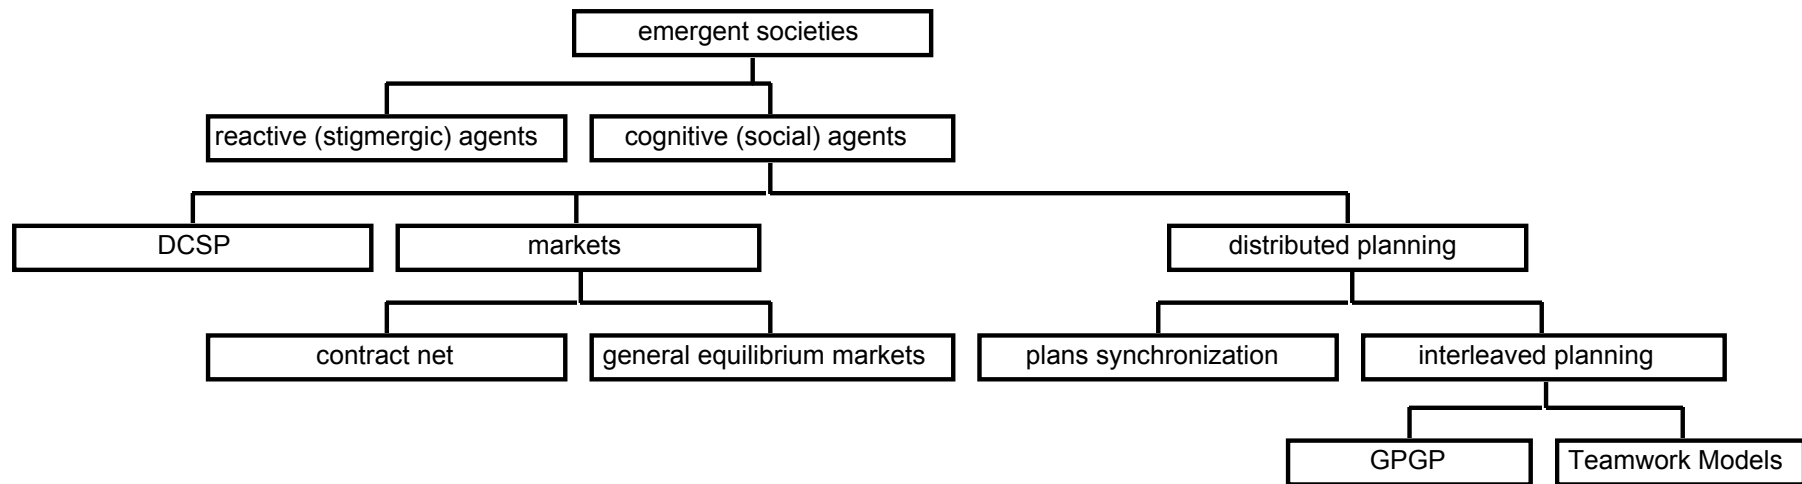 emergent societies
reactive (stigmergic) agents
cognitive (social) agents
DCSP
markets
distributed planning
contract net
general equilibrium markets
plans synchronization
interleaved planning
GPGP
Teamwork Models